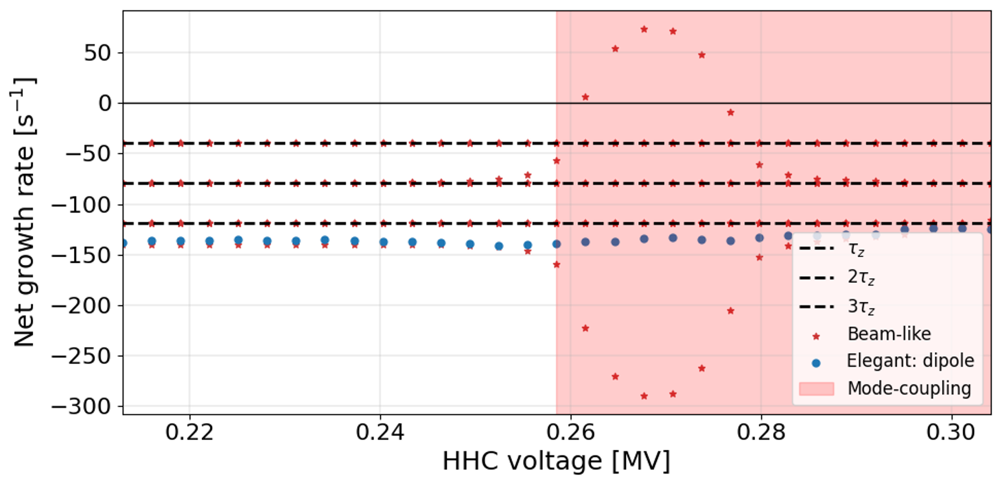 Net growth rate [s⁻¹]
50
0
−50
−100
−150
−200
−250
−300
0.22 0.24 0.26 0.28 0.30
HHC voltage [MV]
τz
2τz
3τz
Beam-like
Elegant: dipole
Mode-coupling